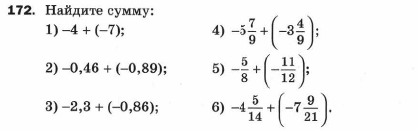 172. Найдите сумму:
1) −4 + (−7);
4) −5 7/9 + (−3 4/9);
2) −0,46 + (−0,89);
5) −5/8 + (−11/12);
3) −2,3 + (−0,86);
6) −4 5/14 + (−7 9/21).